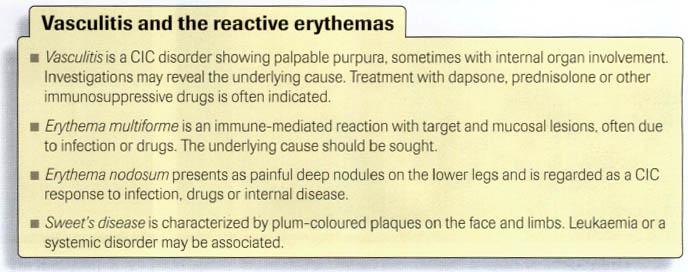 Vasculitis and the reactive erythemas
■ Vasculitis is a CIC disorder showing palpable purpura, sometimes with internal organ involvement.
Investigations may reveal the underlying cause. Treatment with dapsone, prednisolone or other
immunosuppressive drugs is often indicated.
■ Erythema multiforme is an immune-mediated reaction with target and mucosal lesions, often due
to infection or drugs. The underlying cause should be sought.
■ Erythema nodosum presents as painful deep nodules on the lower legs and is regarded as a CIC
response to infection, drugs or internal disease.
■ Sweet's disease is characterized by plum-coloured plaques on the face and limbs. Leukaemia or a
systemic disorder may be associated.